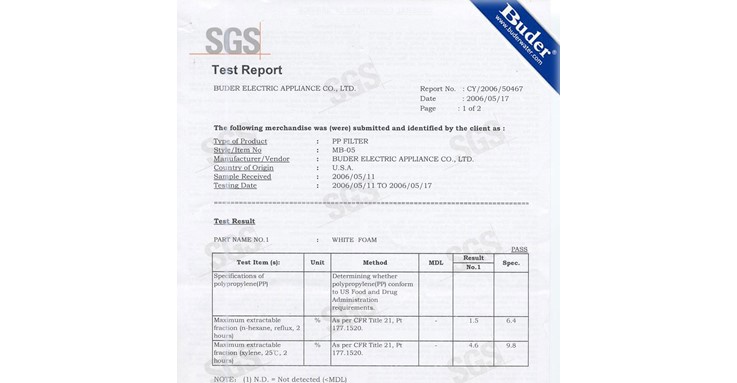 Buder®
www.buderwater.com
SGS
Test Report
BUDER ELECTRIC APPLIANCE CO., LTD.
Report No. : CY/2006/50467
Date : 2006/05/17
Page : 1 of 2
The following merchandise was (were) submitted and identified by the client as :
Type of Product : PP FILTER
Style/Item No : MB-05
Manufacturer/Vendor : BUDER ELECTRIC APPLIANCE CO., LTD.
Country of Origin : U.S.A.
Sample Received : 2006/05/11
Testing Date : 2006/05/11 TO 2006/05/17
Test Result
PART NAME NO.1 : WHITE FOAM
PASS
Test Item (s): Unit Method MDL Result Spec.
No.1
Specifications of Determining whether
polypropylene(PP) polypropylene(PP) conform
to US Food and Drug
Administration
requirements.
Maximum extractable % As per CFR Title 21, Pt - 1.5 6.4
fraction (n-hexane, reflux, 2 177.1520.
hours)
Maximum extractable % As per CFR Title 21, Pt - 4.6 9.8
fraction (xylene, 25℃, 2 177.1520.
hours)
NOTE: (1) N.D. = Not detected (<MDL)